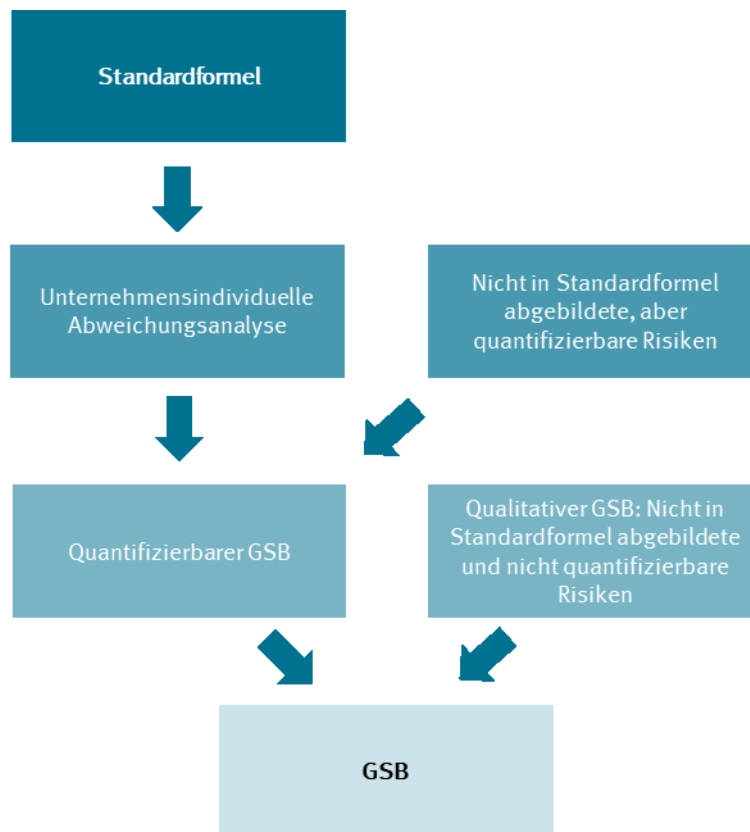 Standardformel
Unternehmensindividuelle
Abweichungsanalyse
Nicht in Standardformel
abgebildete, aber
quantifizierbare Risiken
Quantifizierbarer GSB
Qualitativer GSB: Nicht in
Standardformel abgebildete
und nicht quantifizierbare
Risiken
GSB